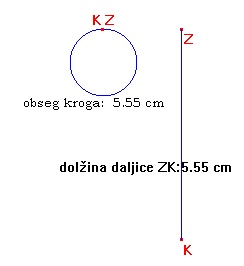 K Z
Z
obseg kroga: 5.55 cm
dolžina daljice ZK:5.55 cm
K